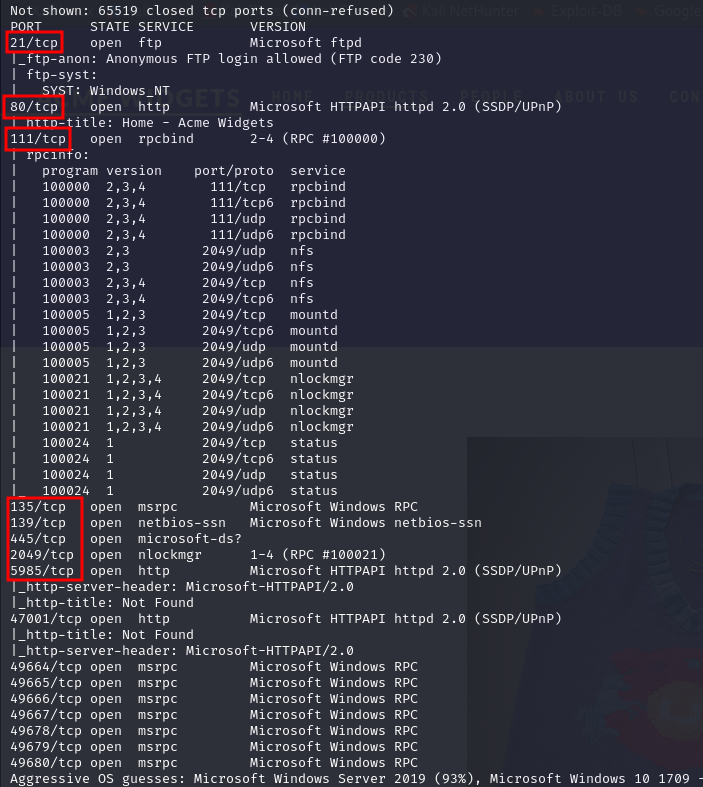 Not shown: 65519 closed tcp ports (conn-refused)
PORT      STATE SERVICE       VERSION
21/tcp    open  ftp           Microsoft ftpd
|_ftp-anon: Anonymous FTP login allowed (FTP code 230)
| ftp-syst:
|   SYST: Windows_NT
80/tcp    open  http          Microsoft HTTPAPI httpd 2.0 (SSDP/UPnP)
|_http-title: Home - Acme Widgets
111/tcp   open  rpcbind       2-4 (RPC #100000)
| rpcinfo:
|   program version    port/proto  service
|   100000  2,3,4        111/tcp   rpcbind
|   100000  2,3,4        111/tcp6  rpcbind
|   100000  2,3,4        111/udp   rpcbind
|   100000  2,3,4        111/udp6  rpcbind
|   100003  2,3         2049/udp   nfs
|   100003  2,3         2049/udp6  nfs
|   100003  2,3,4       2049/tcp   nfs
|   100003  2,3,4       2049/tcp6  nfs
|   100005  1,2,3       2049/tcp   mountd
|   100005  1,2,3       2049/tcp6  mountd
|   100005  1,2,3       2049/udp   mountd
|   100005  1,2,3       2049/udp6  mountd
|   100021  1,2,3,4     2049/tcp   nlockmgr
|   100021  1,2,3,4     2049/tcp6  nlockmgr
|   100021  1,2,3,4     2049/udp   nlockmgr
|   100021  1,2,3,4     2049/udp6  nlockmgr
|   100024  1           2049/tcp   status
|   100024  1           2049/tcp6  status
|   100024  1           2049/udp   status
|_  100024  1           2049/udp6  status
135/tcp   open  msrpc         Microsoft Windows RPC
139/tcp   open  netbios-ssn   Microsoft Windows netbios-ssn
445/tcp   open  microsoft-ds?
2049/tcp  open  nlockmgr      1-4 (RPC #100021)
5985/tcp  open  http          Microsoft HTTPAPI httpd 2.0 (SSDP/UPnP)
|_http-server-header: Microsoft-HTTPAPI/2.0
|_http-title: Not Found
47001/tcp open  http          Microsoft HTTPAPI httpd 2.0 (SSDP/UPnP)
|_http-title: Not Found
|_http-server-header: Microsoft-HTTPAPI/2.0
49664/tcp open  msrpc         Microsoft Windows RPC
49665/tcp open  msrpc         Microsoft Windows RPC
49666/tcp open  msrpc         Microsoft Windows RPC
49667/tcp open  msrpc         Microsoft Windows RPC
49678/tcp open  msrpc         Microsoft Windows RPC
49679/tcp open  msrpc         Microsoft Windows RPC
49680/tcp open  msrpc         Microsoft Windows RPC
Aggressive OS guesses: Microsoft Windows Server 2019 (93%), Microsoft Windows 10 1709 -
Kali NetHunter Exploit-DB Google
WIDGETS HOME PRODUCTS PEOPLE ABOUT US CON